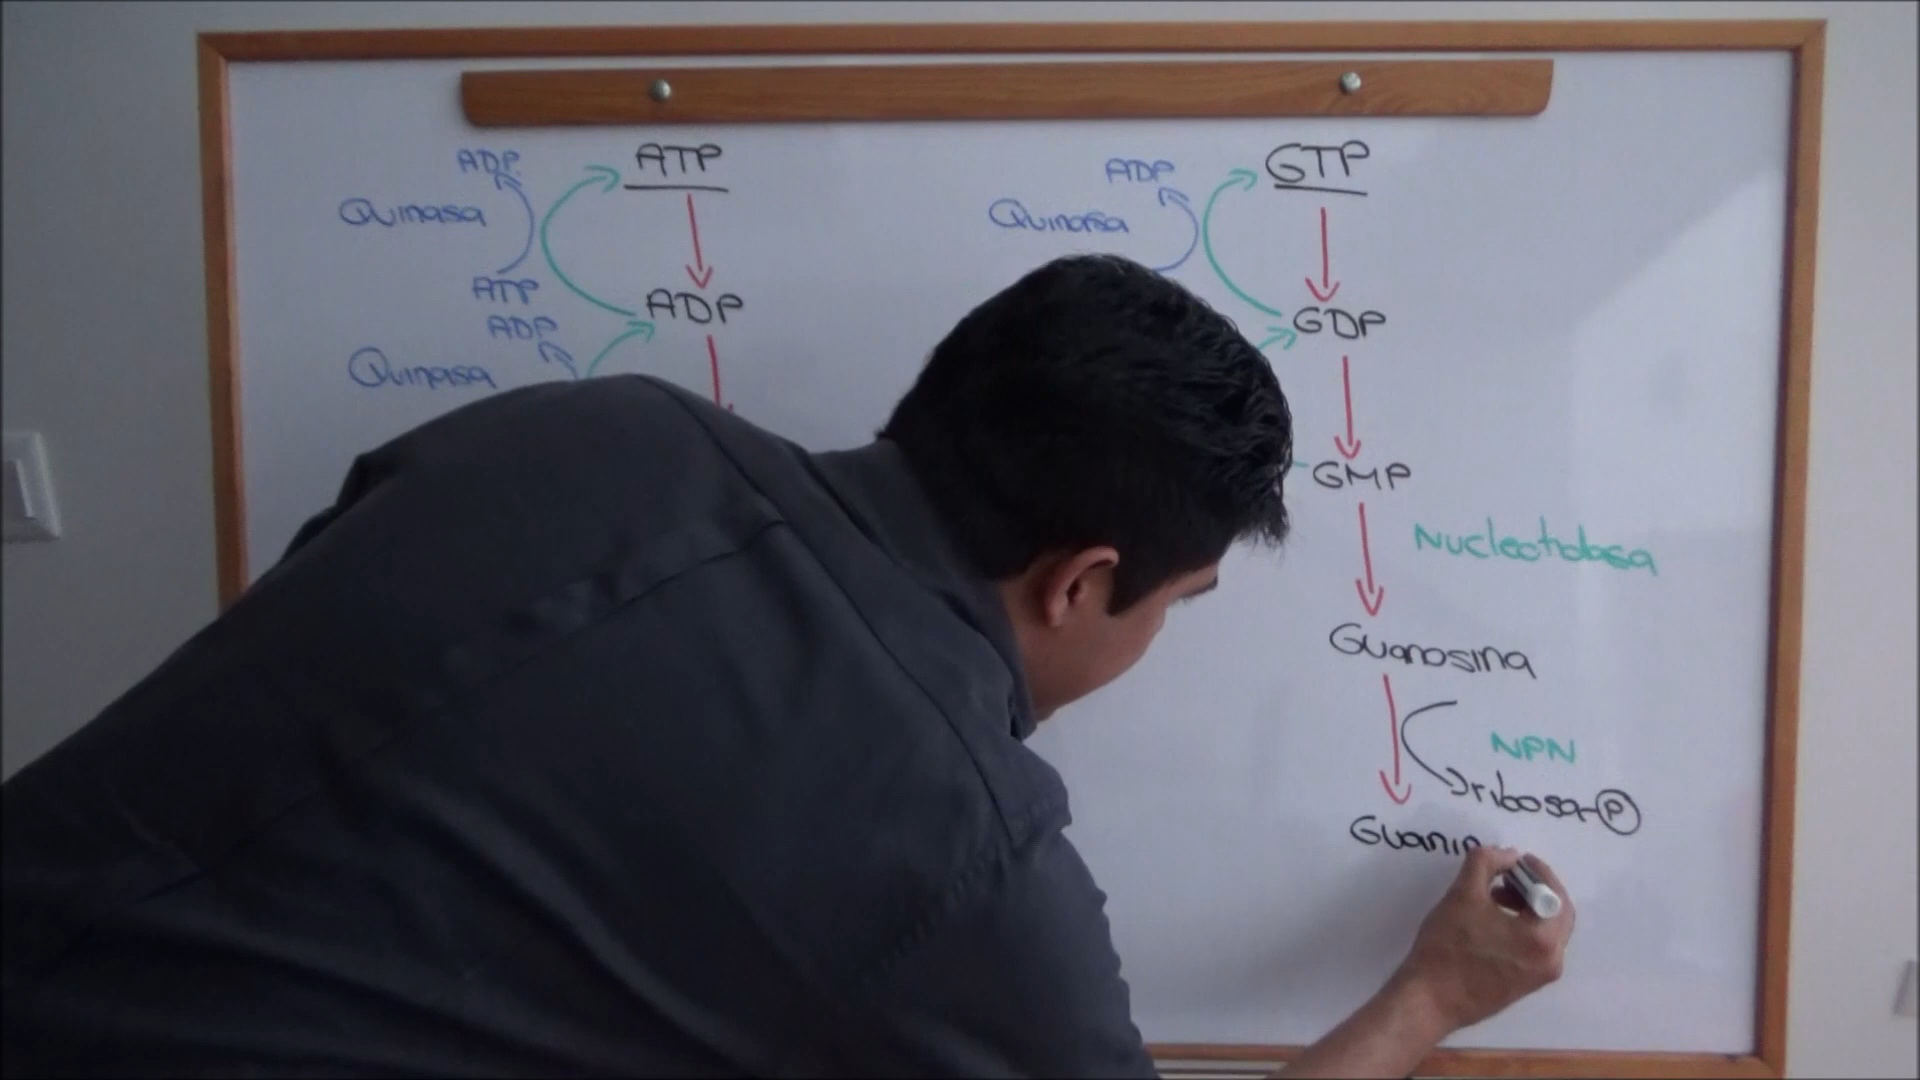 ADP
ATP
Quinasa
ATP
ADP
ADP
Quinasa
ADP
GTP
Quinasa
GDP
GMP
Nucleotidasa
Guanosina
NPN
ribosa-P
Guanin